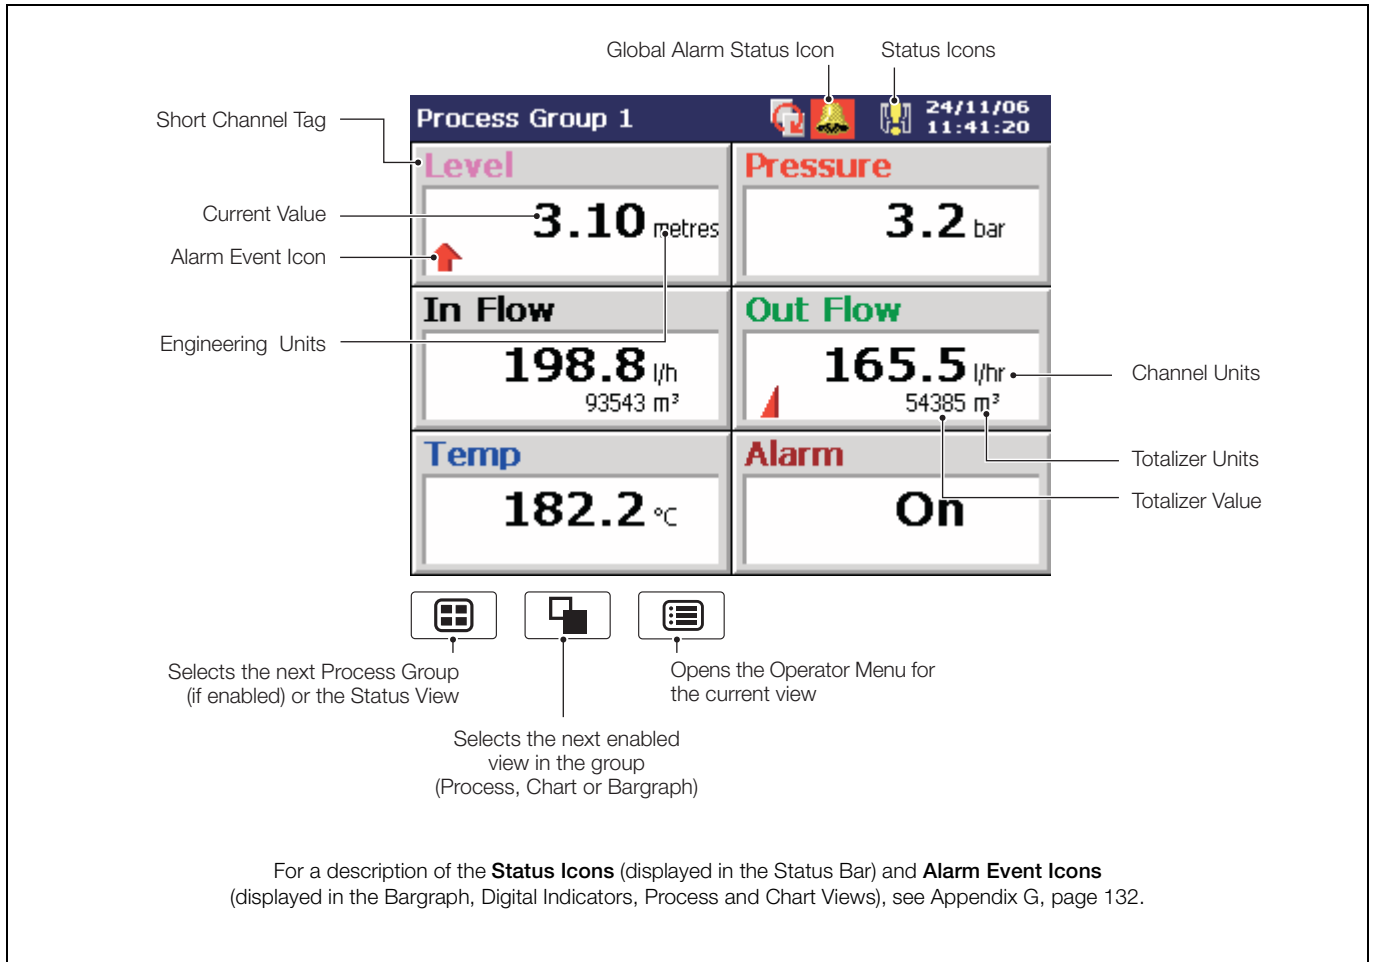 Global Alarm Status Icon
Status Icons
Short Channel Tag
Process Group 1
24/11/06
11:41:20
Level
Pressure
Current Value
3.10 metres
3.2 bar
Alarm Event Icon
In Flow
Out Flow
Engineering Units
198.8 l/h
165.5 l/hr
Channel Units
93543 m³
54385 m³
Temp
Alarm
Totalizer Units
182.2 °C
On
Totalizer Value
Selects the next Process Group
(if enabled) or the Status View
Opens the Operator Menu for
the current view
Selects the next enabled
view in the group
(Process, Chart or Bargraph)
For a description of the Status Icons (displayed in the Status Bar) and Alarm Event Icons
(displayed in the Bargraph, Digital Indicators, Process and Chart Views), see Appendix G, page 132.